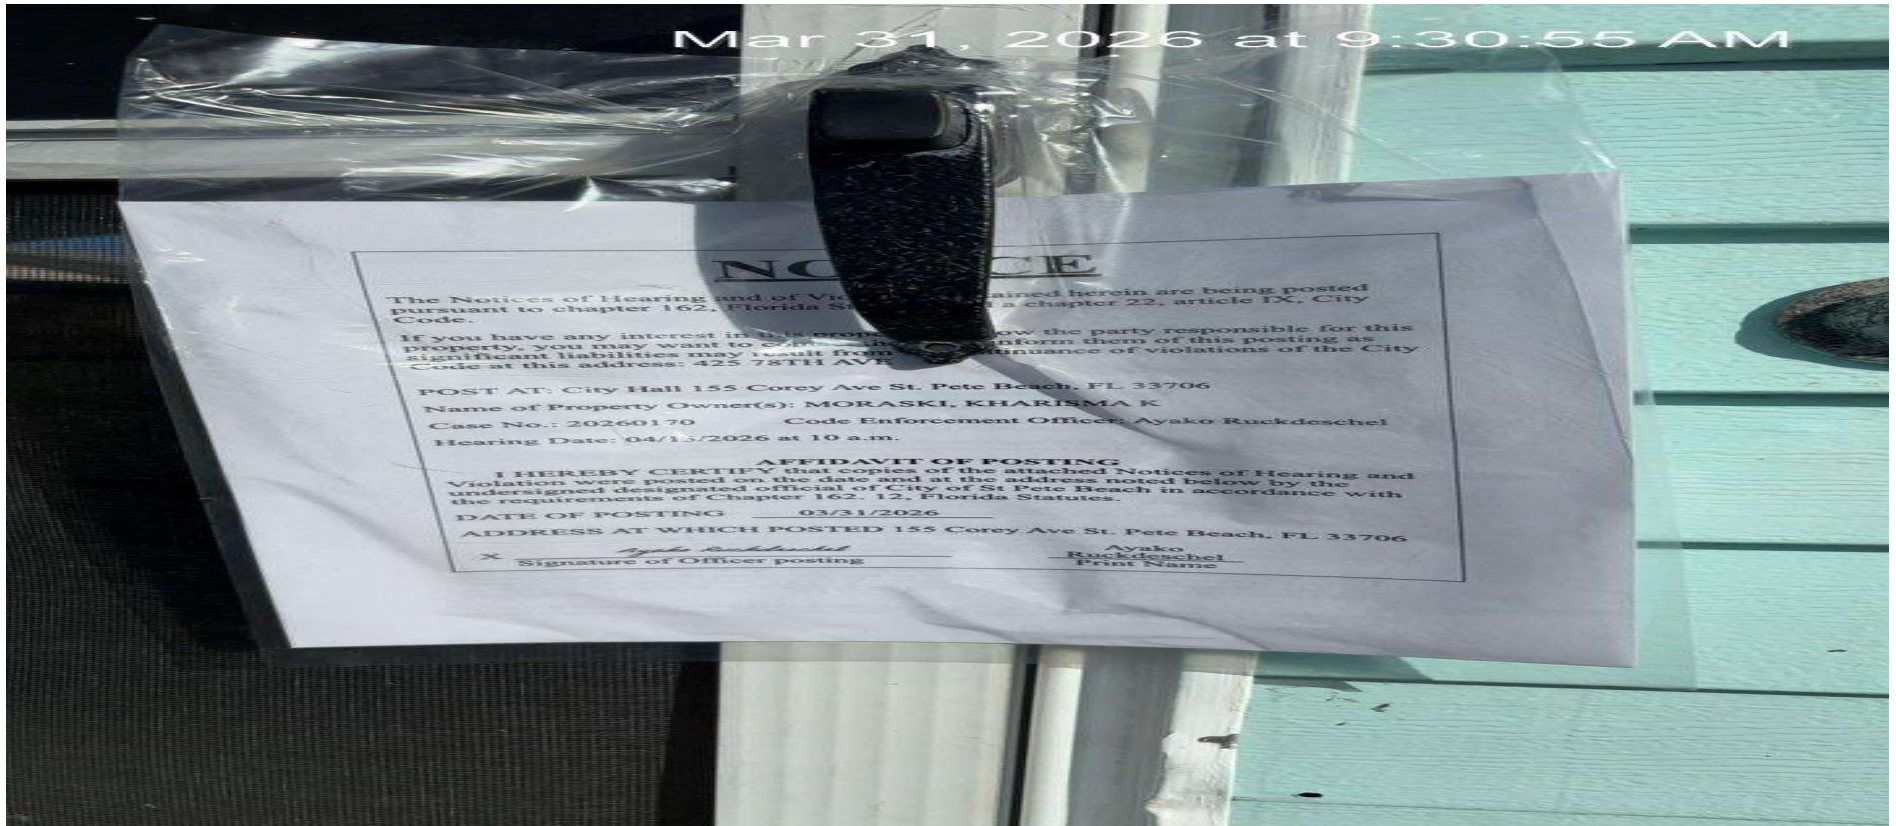 Mar 31, 2026 at 9:30:55 AM
The Notices of Hearing and of ained herein are being posted
pursuant to chapter 162, Florida a chapter 22, article IX, City
Code.
If you have any interest in this ow the party responsible for this
property, you may want to inform them of this posting as
significant liabilities may result from of violations of the City
Code at this address: 425 78TH AVE
POST AT: City Hall 155 Corey Ave St. Pete Beach, FL 33706
Name of Property Owner(s): MORASKI, KHARISMA K
Case No.: 20260170 Code Enforcement Officer: Ayako Ruckdeschel
Hearing Date: 04/15/2026 at 10 a.m.
AFFIDAVIT OF POSTING
I HEREBY CERTIFY that copies of the attached Notices of Hearing and
Violation were posted on the date and at the address noted below by the
undersigned designated official of City of St Pete Beach in accordance with
the requirements of Chapter 162. 12, Florida Statutes.
DATE OF POSTING 03/31/2026
ADDRESS AT WHICH POSTED 155 Corey Ave St. Pete Beach, FL 33706
X Ayako Ruckdeschel Ayako
Ruckdeschel
Signature of Officer posting Print Name